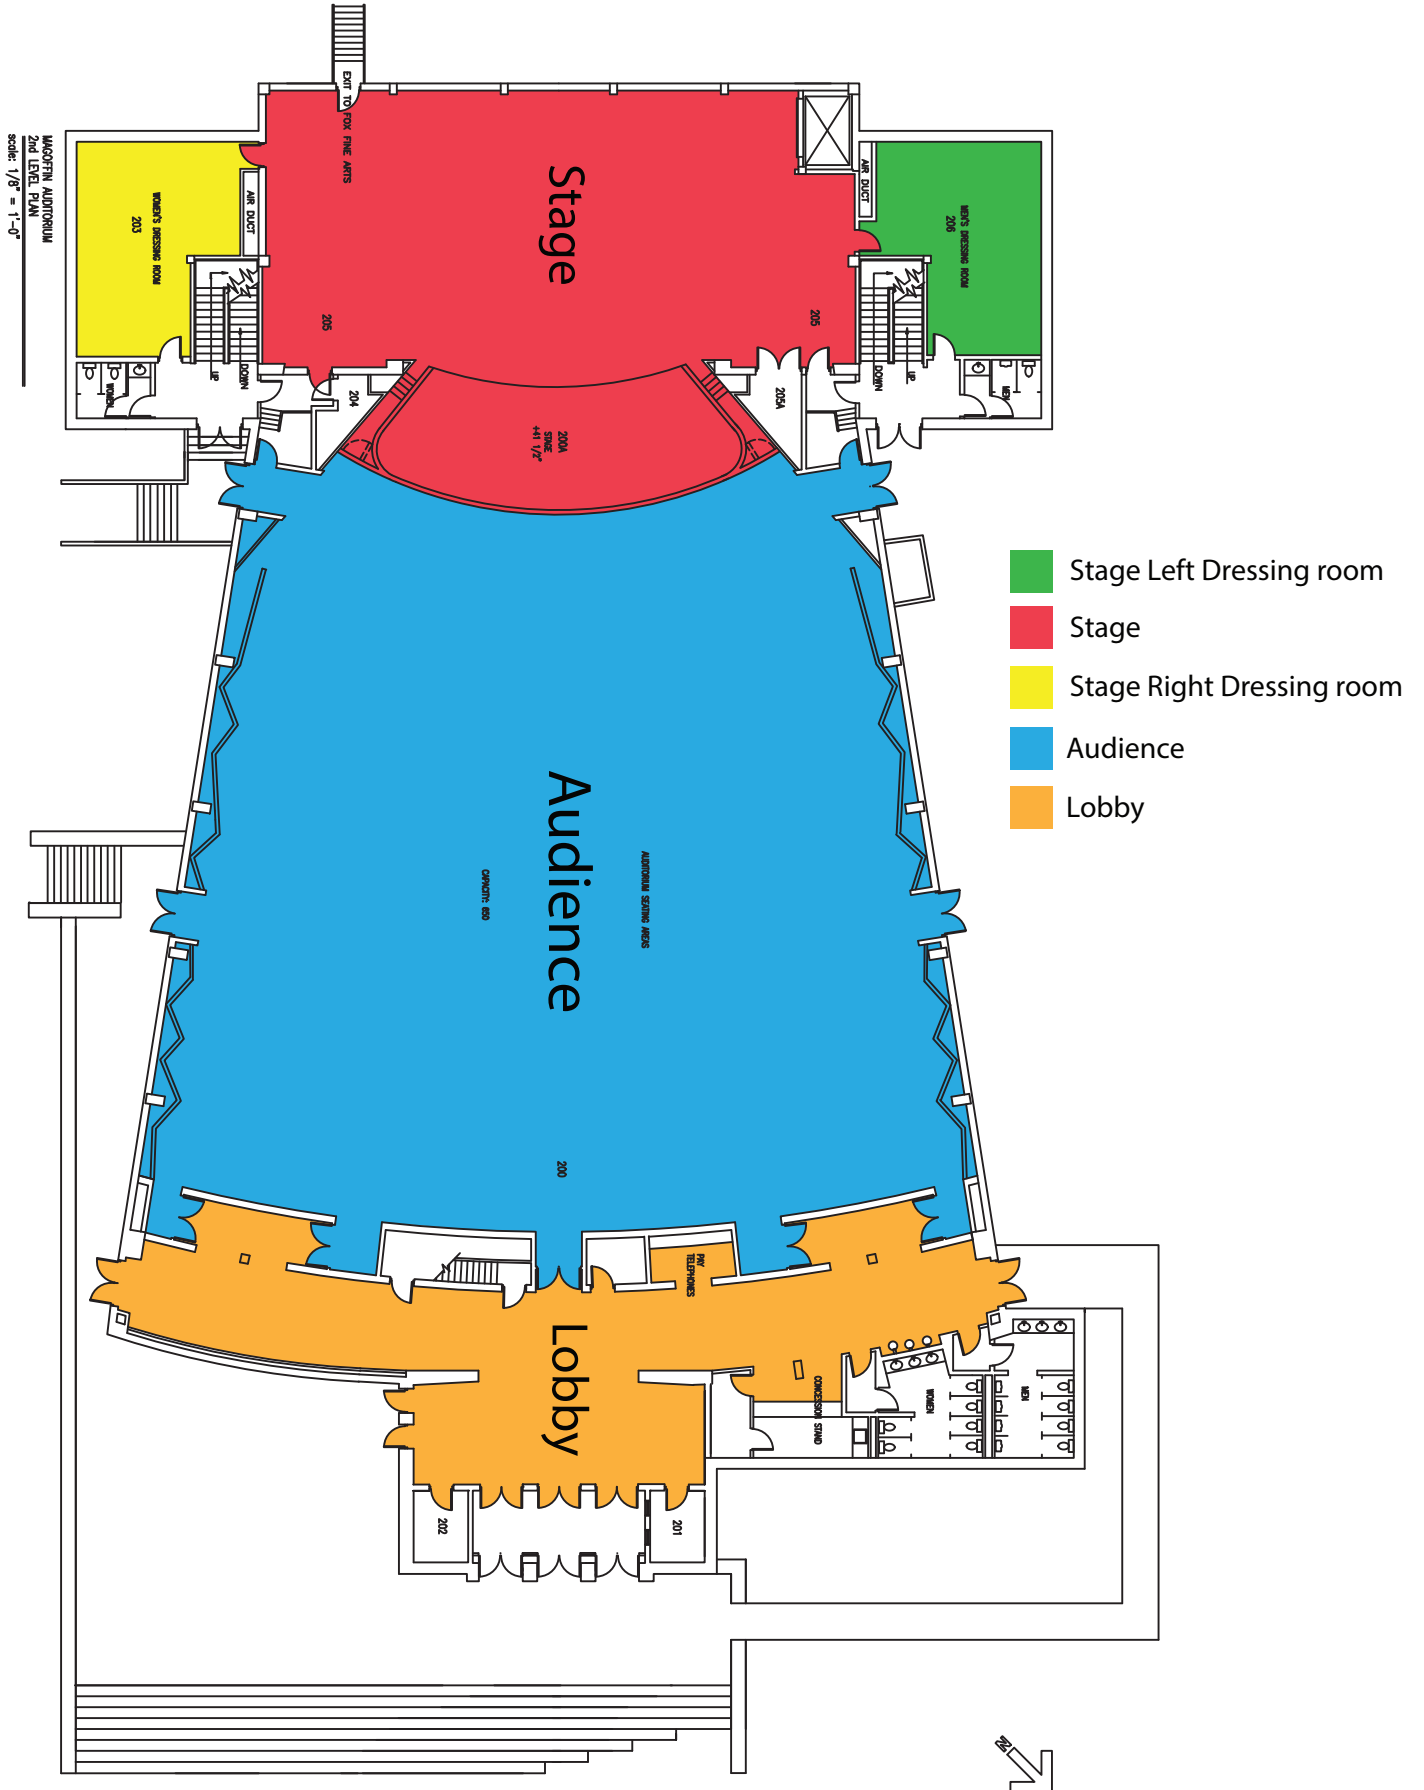 EXIT TO FOX FINE ARTS
MAGOFFIN AUDITORIUM
2nd LEVEL PLAN
scale: 1/8" = 1'-0"
Stage
AIR DUCT
AIR DUCT
WOMEN'S DRESSING ROOM
203
MEN'S DRESSING ROOM
206
205
205
UP
DOWN
DOWN
UP
WOMEN
MEN
204
205A
200A
STAGE
+41 1/2"
Stage Left Dressing room
Stage
Stage Right Dressing room
Audience
Lobby
Audience
AUDITORIUM SEATING AREAS
CAPACITY: 850
200
PAY
TELEPHONES
Lobby
CONCESSION STAND
WOMEN
MEN
202
201
N